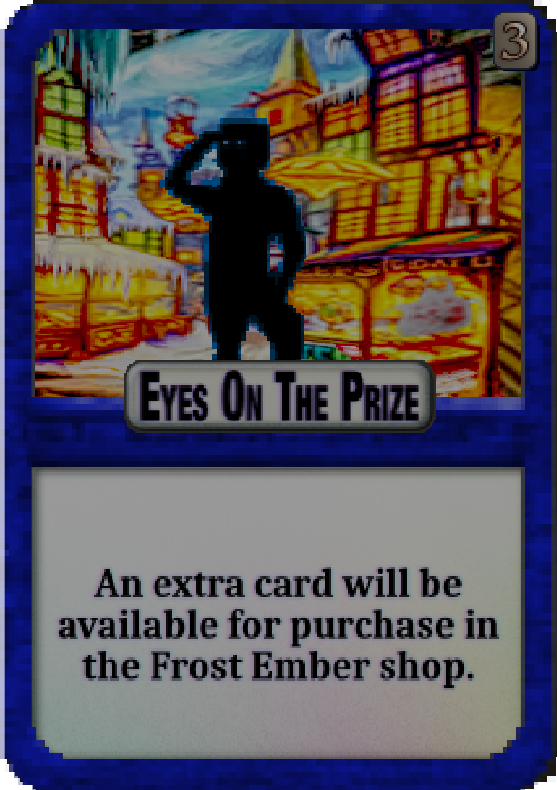 3
Eyes On The Prize
An extra card will be
available for purchase in
the Frost Ember shop.